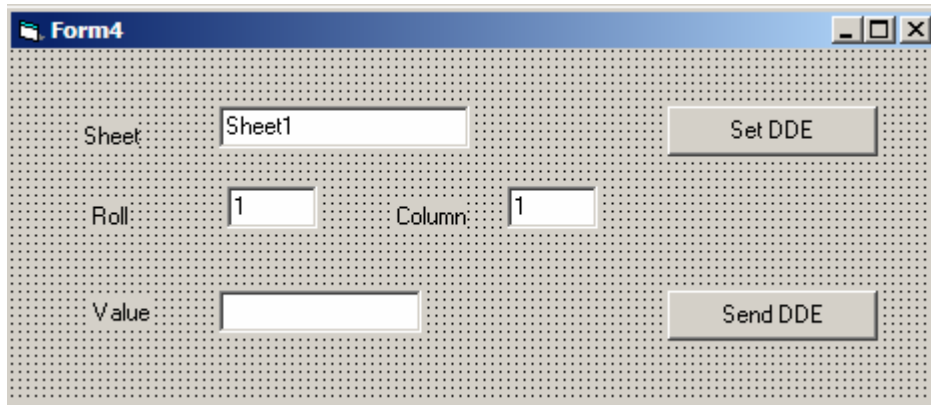 Form4
Sheet Sheet1 Set DDE
Roll 1 Column 1
Value Send DDE